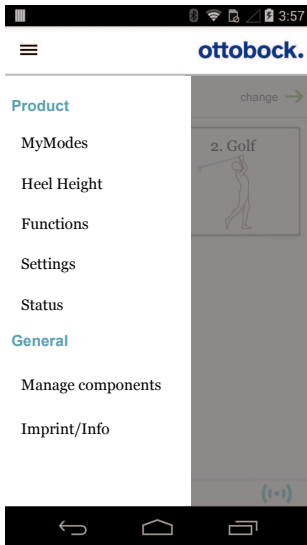 3:57
ottobock.
Product
change
MyModes
2. Golf
Heel Height
Functions
Settings
Status
General
Manage components
Imprint/Info